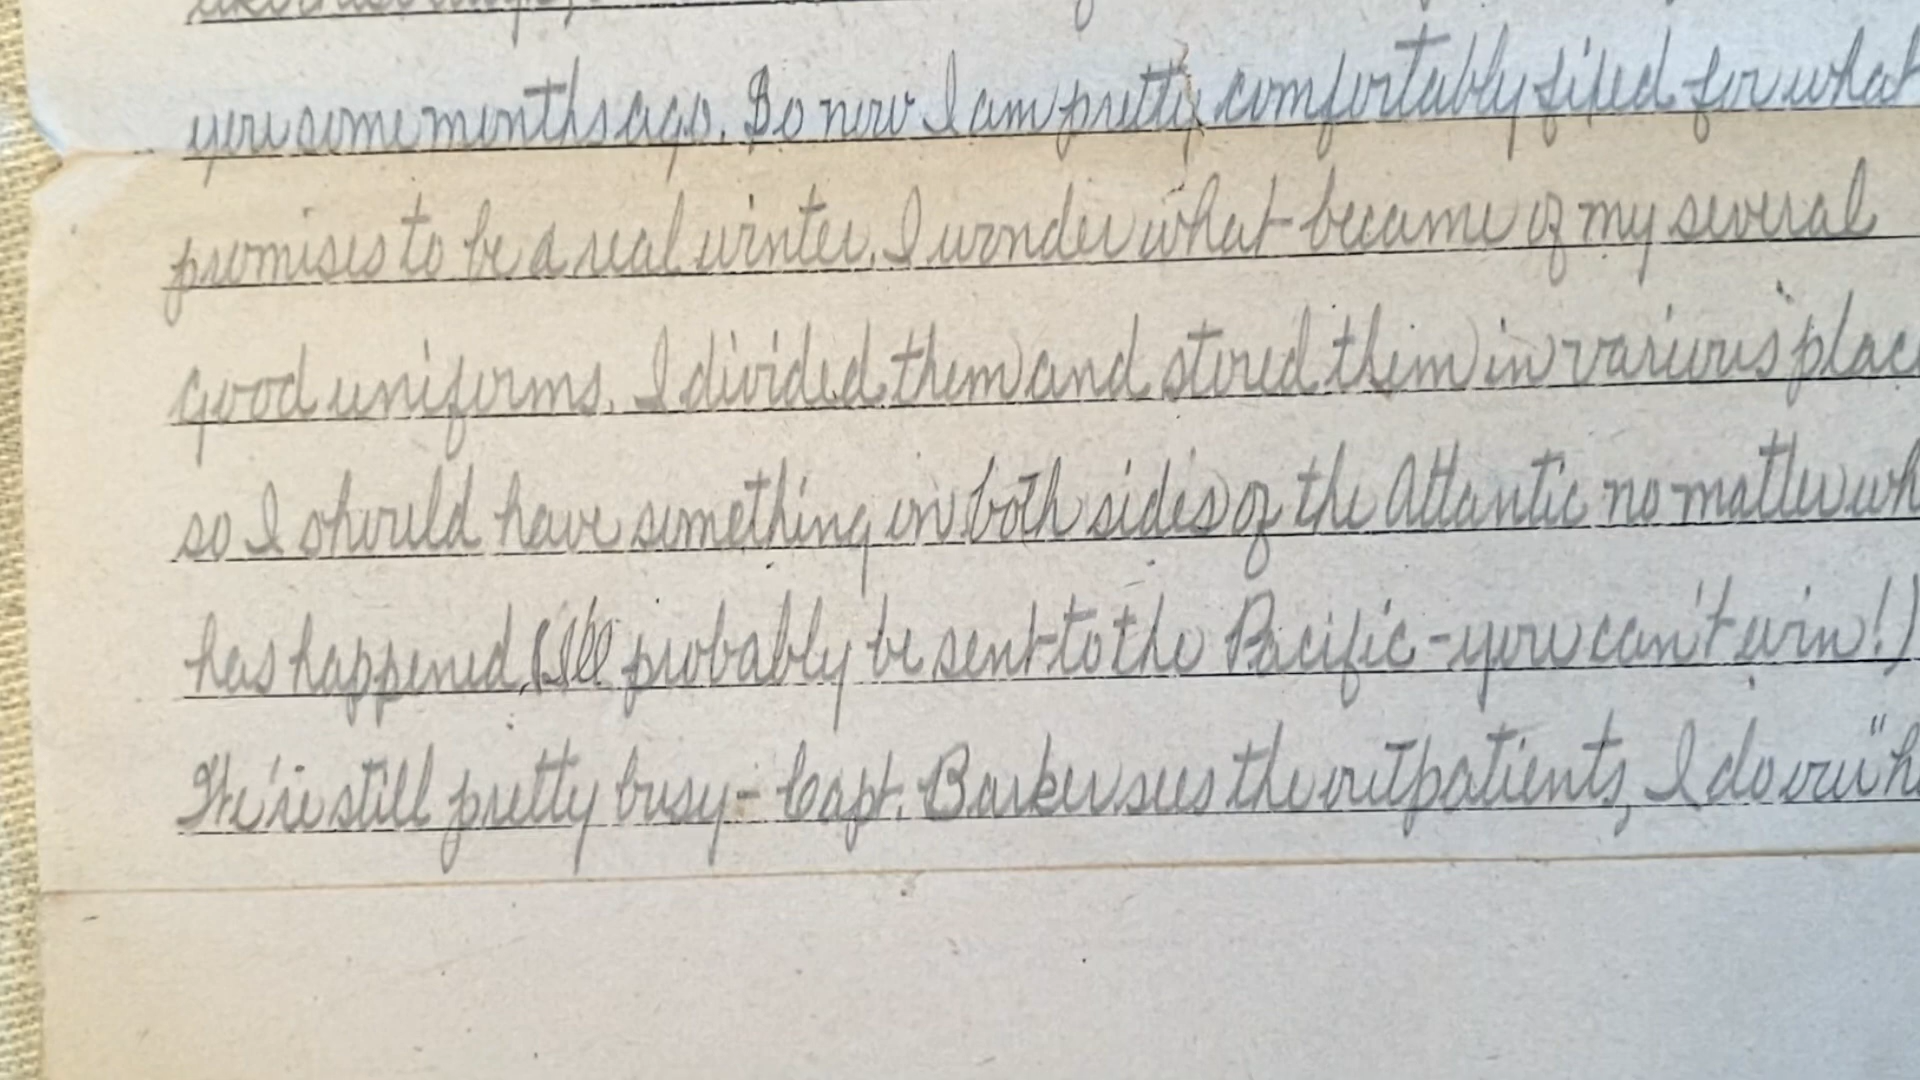 you some months ago. So now I am pretty comfortably fixed for what
promises to be a real winter. I wonder what became of my several
good uniforms. I divided them and stored them in various plac
so I should have something on both sides of the Atlantic no matter wh
has happened. (I'll probably be sent to the Pacific - you can't win!)
We're still pretty busy - Capt. Barker sees the outpatients, I do our "h